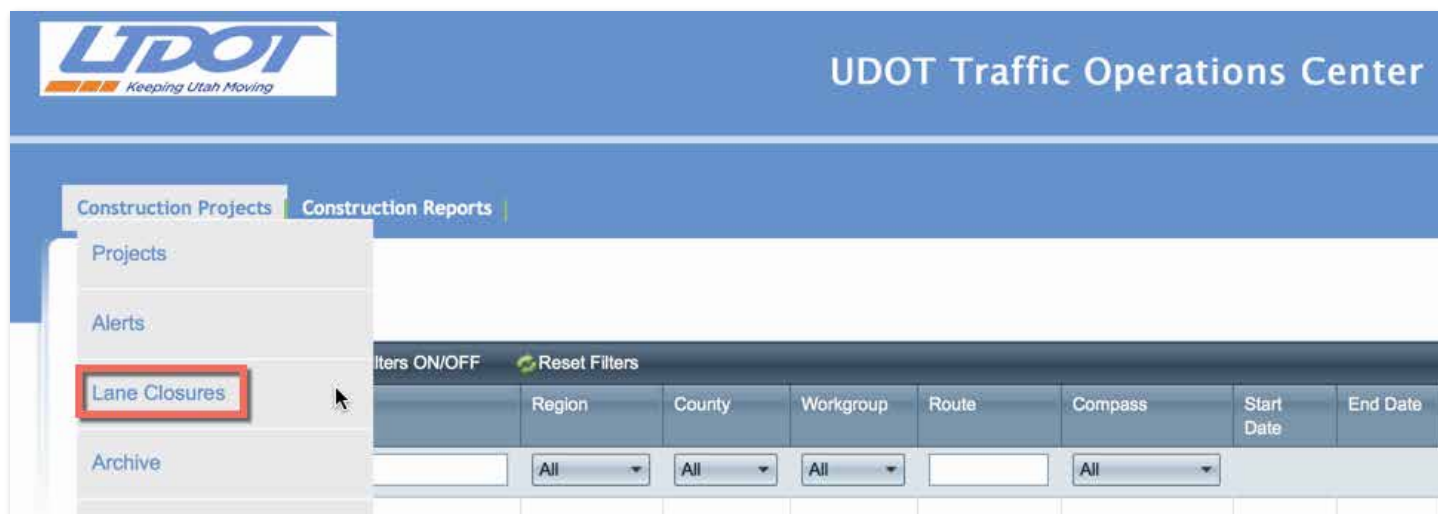 UDOT
Keeping Utah Moving
UDOT Traffic Operations Center
Construction Projects Construction Reports
Projects
Alerts
lters ON/OFF Reset Filters
Lane Closures
Region County Workgroup Route Compass Start Date End Date
Archive
All All All All